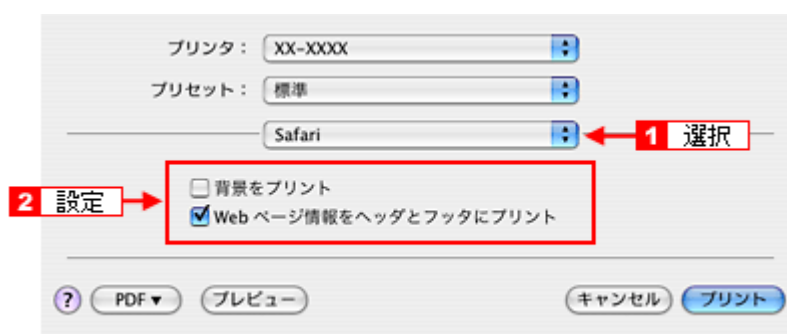 プリンタ： XX-XXXX
プリセット： 標準
Safari 1 選択
背景をプリント
2 設定
Web ページ情報をヘッダとフッタにプリント
? PDF▼ プレビュー キャンセル プリント